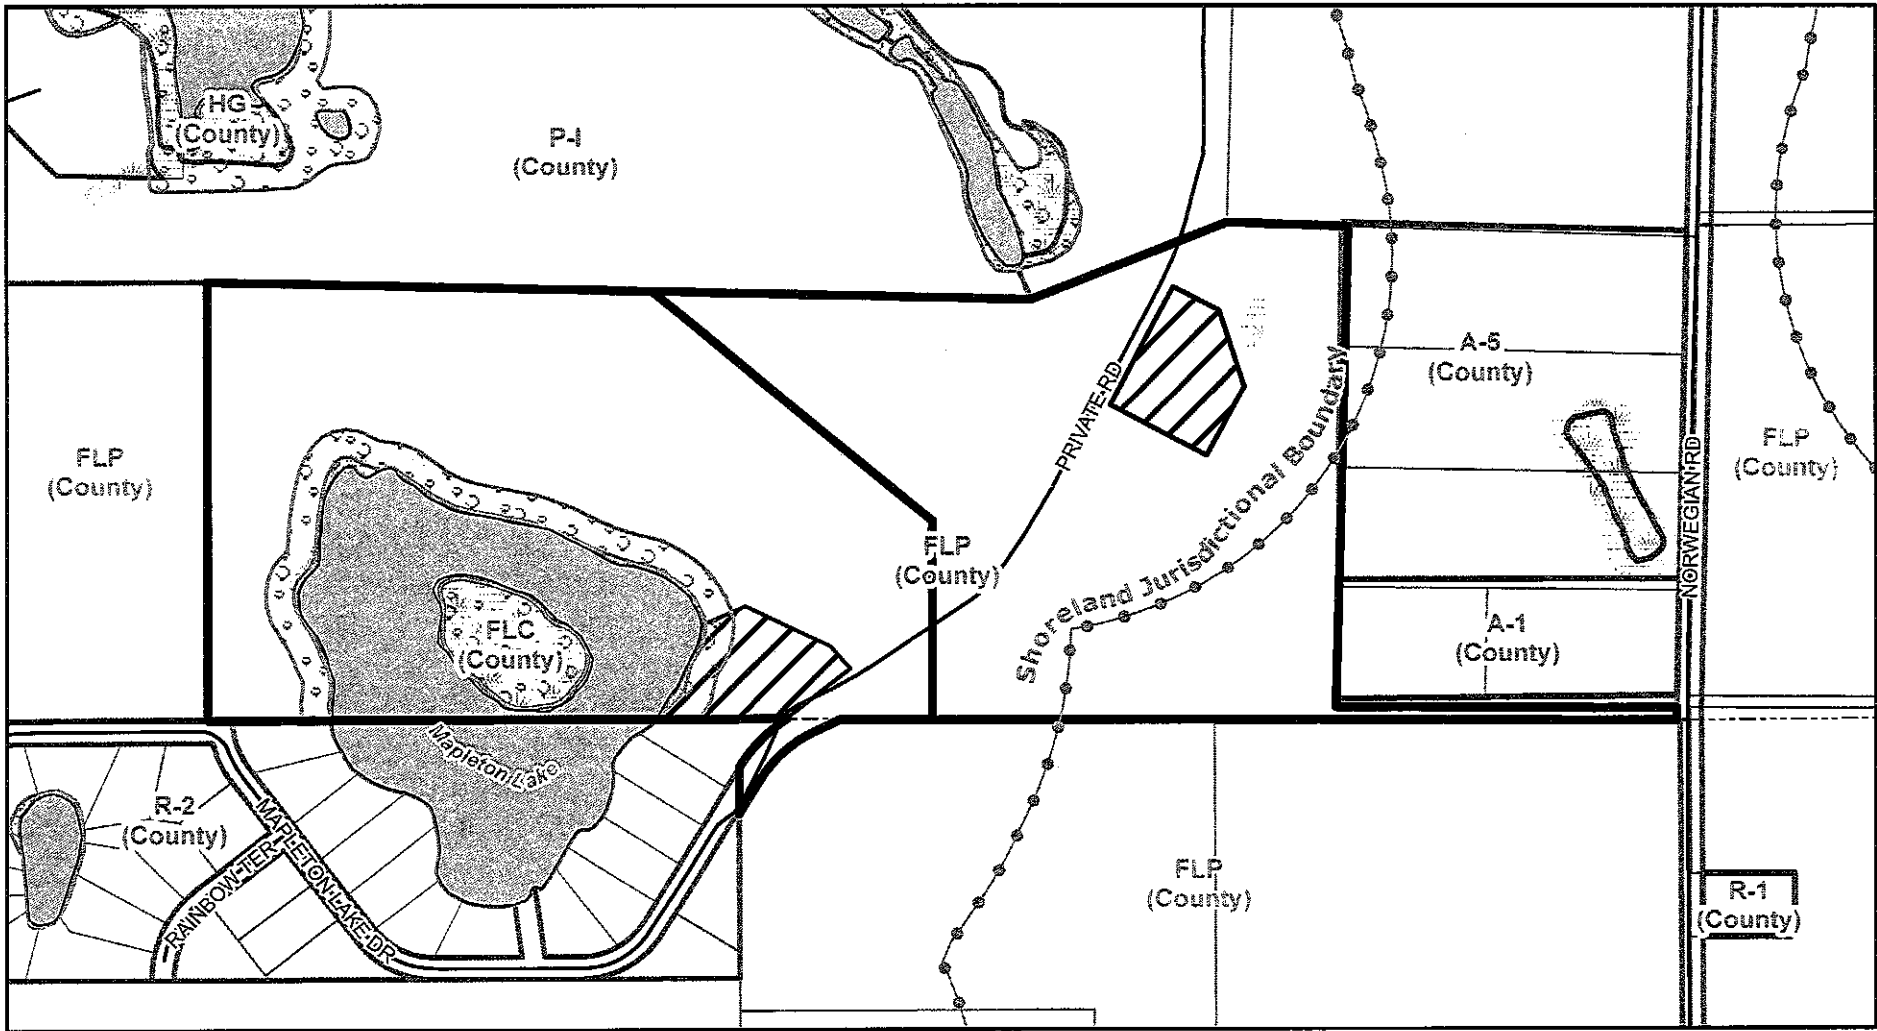 HG
(County)
P-I
(County)
A-5
(County)
FLP
(County)
FLP
(County)
PRIVATE RD
NORWEGIAN RD
Shoreland Jurisdictional Boundary
FLP
(County)
FLC
(County)
A-1
(County)
Mapleton Lake
R-2
(County)
MAPLETON LAKE DR
RAINBOW TER
FLP
(County)
R-1
(County)